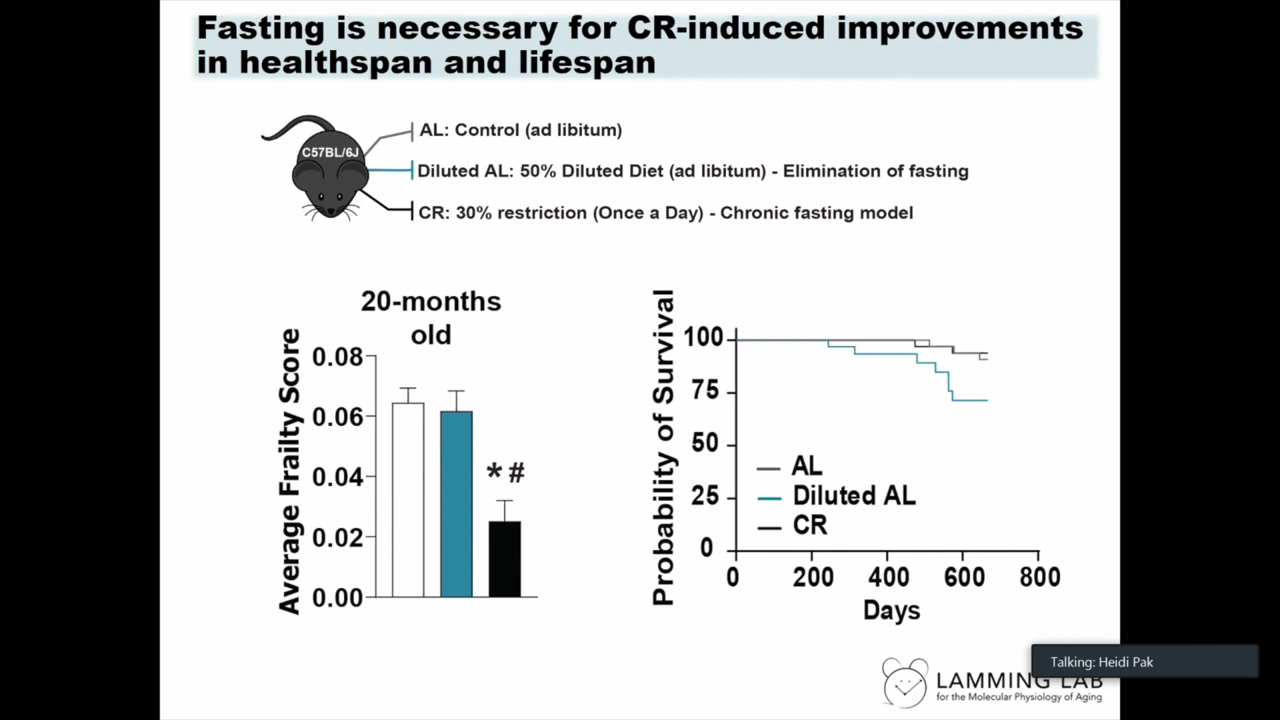 Fasting is necessary for CR-induced improvements
in healthspan and lifespan
C57BL/6J
AL: Control (ad libitum)
Diluted AL: 50% Diluted Diet (ad libitum) - Elimination of fasting
CR: 30% restriction (Once a Day) - Chronic fasting model
20-months
old
Average Frailty Score
0.08
0.06
0.04
0.02
0.00
*#
Probability of Survival
100
75
50
25
0
AL
Diluted AL
CR
0 200 400 600 800
Days
Talking: Heidi Pak
LAMMING LAB
for the Molecular Physiology of Aging